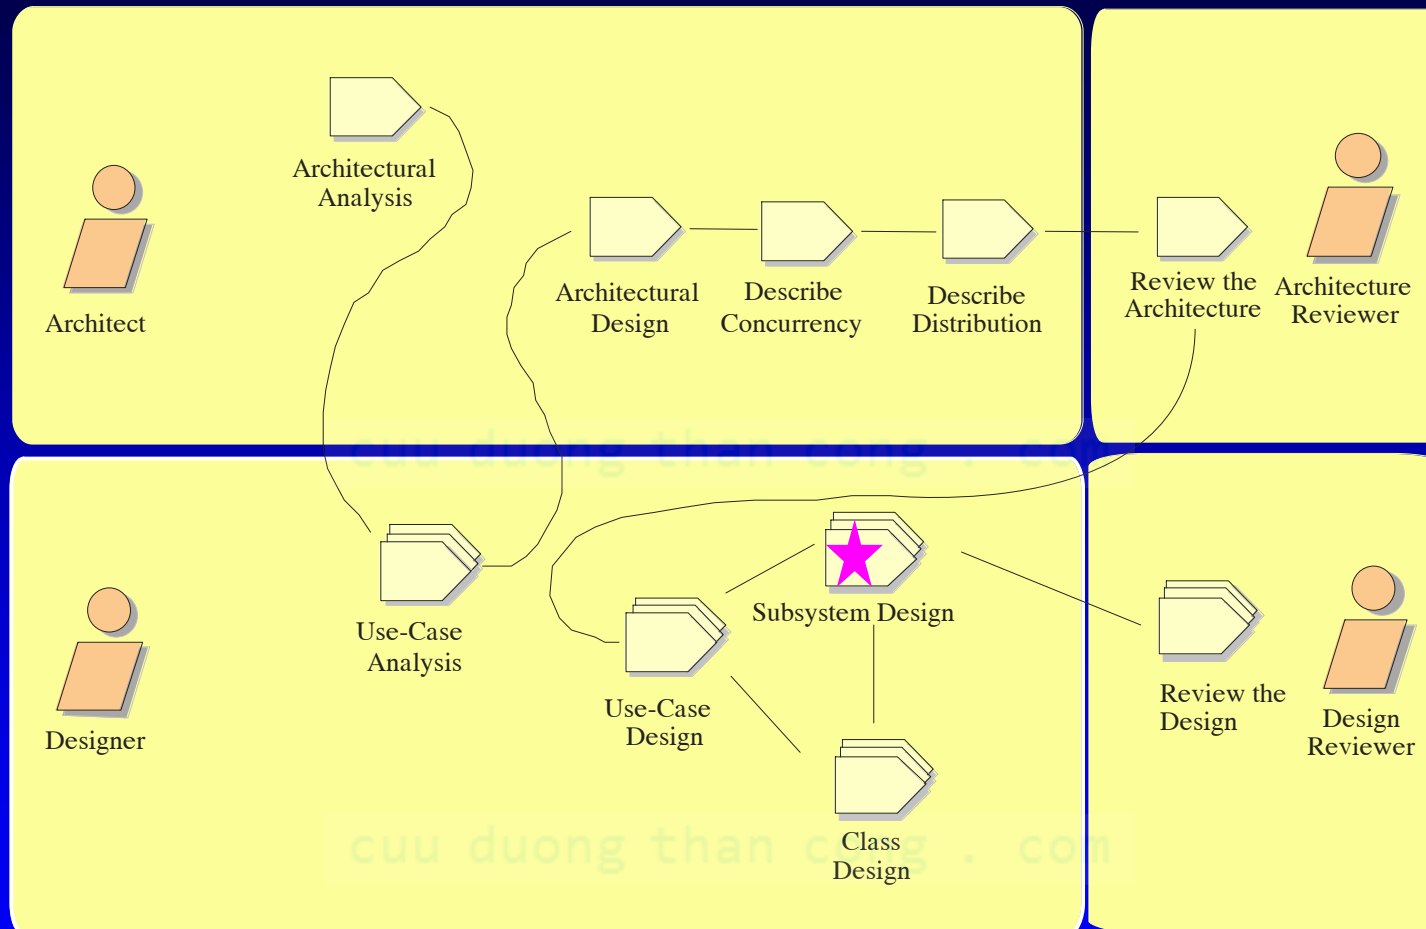 Architectural
Analysis
Architect
Architectural
Design
Describe
Concurrency
Describe
Distribution
Review the
Architecture
Architecture
Reviewer
cuu duong than cong . com
Use-Case
Analysis
Designer
Use-Case
Design
Subsystem Design
Class
Design
Review the
Design
Design
Reviewer
cuu duong than cong . com